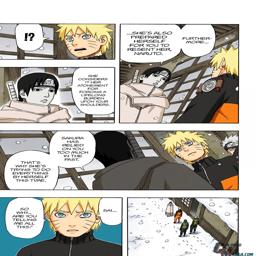 FURTHER-
MORE...
...SHE'S ALSO
PREPARED
HERSELF
FOR YOU TO
RESENT HER,
NARUTO.
!?
SHE
CONSIDERS
IT HER
ATONEMENT
FOR
FORCING A
LIFELONG
BURDEN
UPON YOUR
SHOULDERS.
SAKURA
HAS
RELIED
ON YOU
TOO MUCH
IN THE
PAST.
THAT'S
WHY SHE'S
TRYING TO DO
EVERYTHING
BY HERSELF
THIS TIME.
SAI...
SO
WHY...
ARE YOU
TELLING ME
ALL THIS?